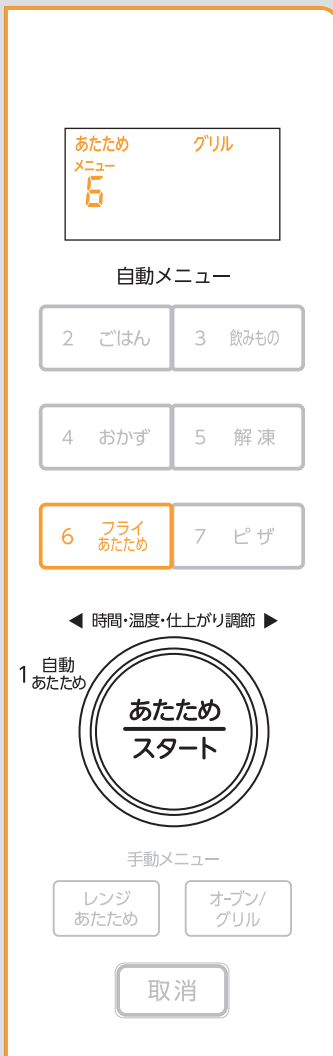 あたため グリル
メニュー
6
自動メニュー
2 ごはん 3 飲みもの
4 おかず 5 解凍
6 フライ
あたため 7 ピザ
◀ 時間・温度・仕上がり調節 ▶
1 自動
あたため
あたため
スタート
手動メニュー
レンジ
あたため
オーブン/
グリル
取消